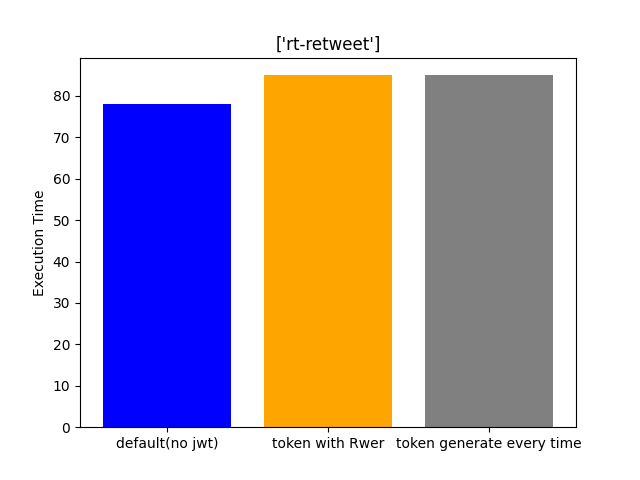 ['rt-retweet']
Execution Time
80
70
60
50
40
30
20
10
0
default(no jwt)
token with Rwer
token generate every time